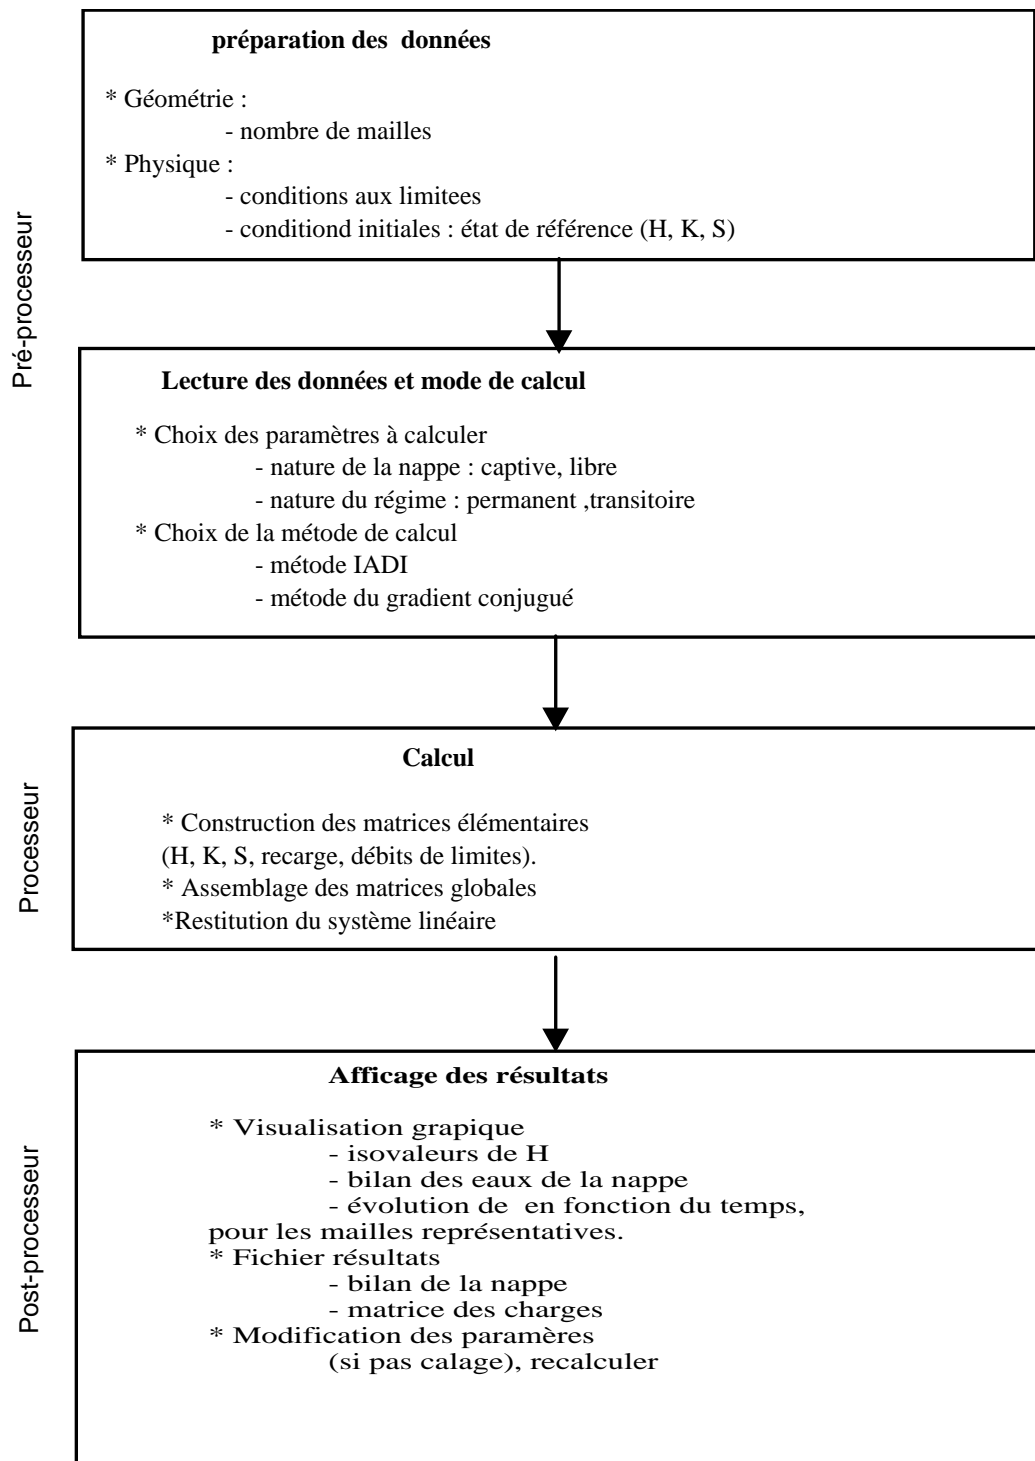 préparation des données
* Géométrie :
- nombre de mailles
* Physique :
- conditions aux limitees
- conditiond initiales : état de référence (H, K, S)
Pré-processeur
Lecture des données et mode de calcul
* Choix des paramètres à calculer
- nature de la nappe : captive, libre
- nature du régime : permanent ,transitoire
* Choix de la métode de calcul
- métode IADI
- métode du gradient conjugué
Calcul
Processeur
* Construction des matrices élémentaires
(H, K, S, recarge, débits de limites).
* Assemblage des matrices globales
*Restitution du système linéaire
Afficage des résultats
Post-processeur
* Visualisation grapique
- isovaleurs de H
- bilan des eaux de la nappe
- évolution de en fonction du temps,
pour les mailles représentatives.
* Fichier résultats
- bilan de la nappe
- matrice des charges
* Modification des paramères
(si pas calage), recalculer